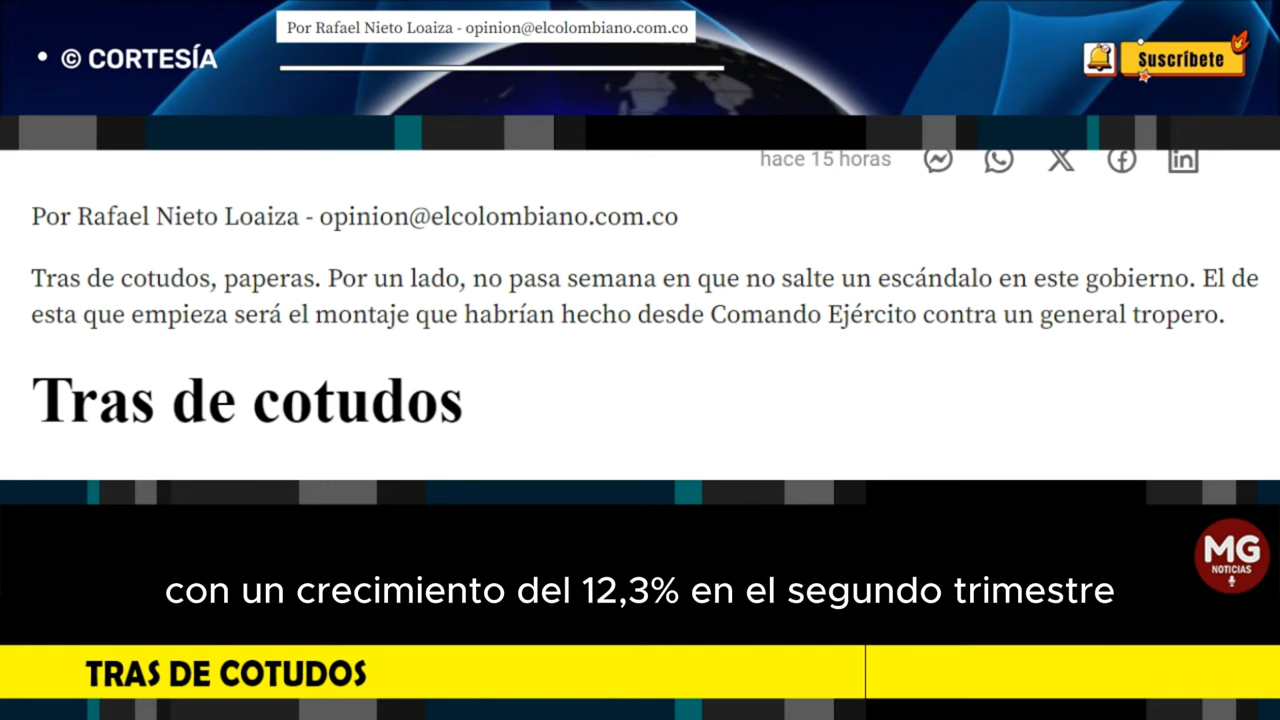 Por Rafael Nieto Loaiza - opinion@elcolombiano.com.co
• © CORTESÍA
Suscríbete
hace 15 horas
Por Rafael Nieto Loaiza - opinion@elcolombiano.com.co
Tras de cotudos, paperas. Por un lado, no pasa semana en que no salte un escándalo en este gobierno. El de
esta que empieza será el montaje que habrían hecho desde Comando Ejército contra un general tropero.
Tras de cotudos
MG
NOTICIAS
con un crecimiento del 12,3% en el segundo trimestre
TRAS DE COTUDOS